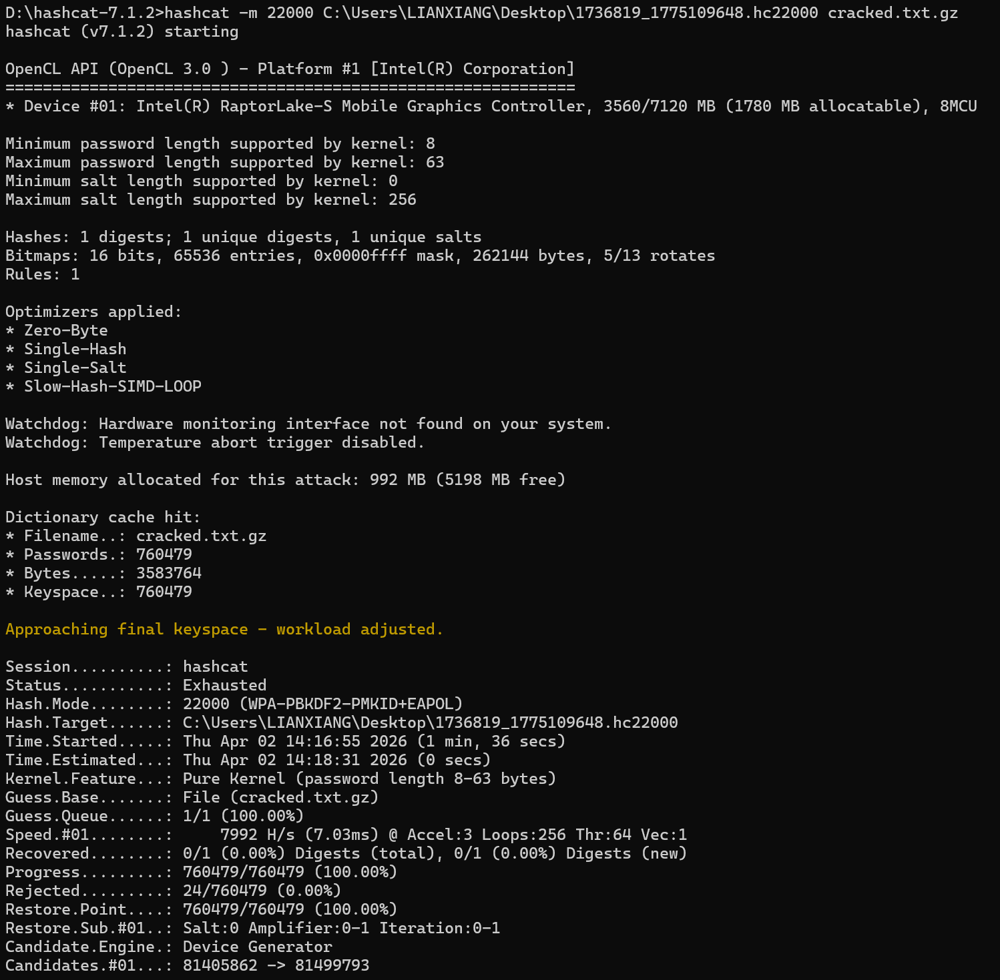 D:\hashcat-7.1.2>hashcat -m 22000 C:\Users\LIANXIANG\Desktop\1736819_1775109648.hc22000 cracked.txt.gz
hashcat (v7.1.2) starting
OpenCL API (OpenCL 3.0 ) - Platform #1 [Intel(R) Corporation]
=============================================================
* Device #01: Intel(R) RaptorLake-S Mobile Graphics Controller, 3560/7120 MB (1780 MB allocatable), 8MCU
Minimum password length supported by kernel: 8
Maximum password length supported by kernel: 63
Minimum salt length supported by kernel: 0
Maximum salt length supported by kernel: 256
Hashes: 1 digests; 1 unique digests, 1 unique salts
Bitmaps: 16 bits, 65536 entries, 0x0000ffff mask, 262144 bytes, 5/13 rotates
Rules: 1
Optimizers applied:
* Zero-Byte
* Single-Hash
* Single-Salt
* Slow-Hash-SIMD-LOOP
Watchdog: Hardware monitoring interface not found on your system.
Watchdog: Temperature abort trigger disabled.
Host memory allocated for this attack: 992 MB (5198 MB free)
Dictionary cache hit:
* Filename..: cracked.txt.gz
* Passwords.: 760479
* Bytes.....: 3583764
* Keyspace..: 760479
Approaching final keyspace - workload adjusted.
Session..........: hashcat
Status...........: Exhausted
Hash.Mode........: 22000 (WPA-PBKDF2-PMKID+EAPOL)
Hash.Target......: C:\Users\LIANXIANG\Desktop\1736819_1775109648.hc22000
Time.Started.....: Thu Apr 02 14:16:55 2026 (1 min, 36 secs)
Time.Estimated...: Thu Apr 02 14:18:31 2026 (0 secs)
Kernel.Feature...: Pure Kernel (password length 8-63 bytes)
Guess.Base.......: File (cracked.txt.gz)
Guess.Queue......: 1/1 (100.00%)
Speed.#01........:     7992 H/s (7.03ms) @ Accel:3 Loops:256 Thr:64 Vec:1
Recovered........: 0/1 (0.00%) Digests (total), 0/1 (0.00%) Digests (new)
Progress.........: 760479/760479 (100.00%)
Rejected.........: 24/760479 (0.00%)
Restore.Point....: 760479/760479 (100.00%)
Restore.Sub.#01..: Salt:0 Amplifier:0-1 Iteration:0-1
Candidate.Engine.: Device Generator
Candidates.#01...: 81405862 -> 81499793